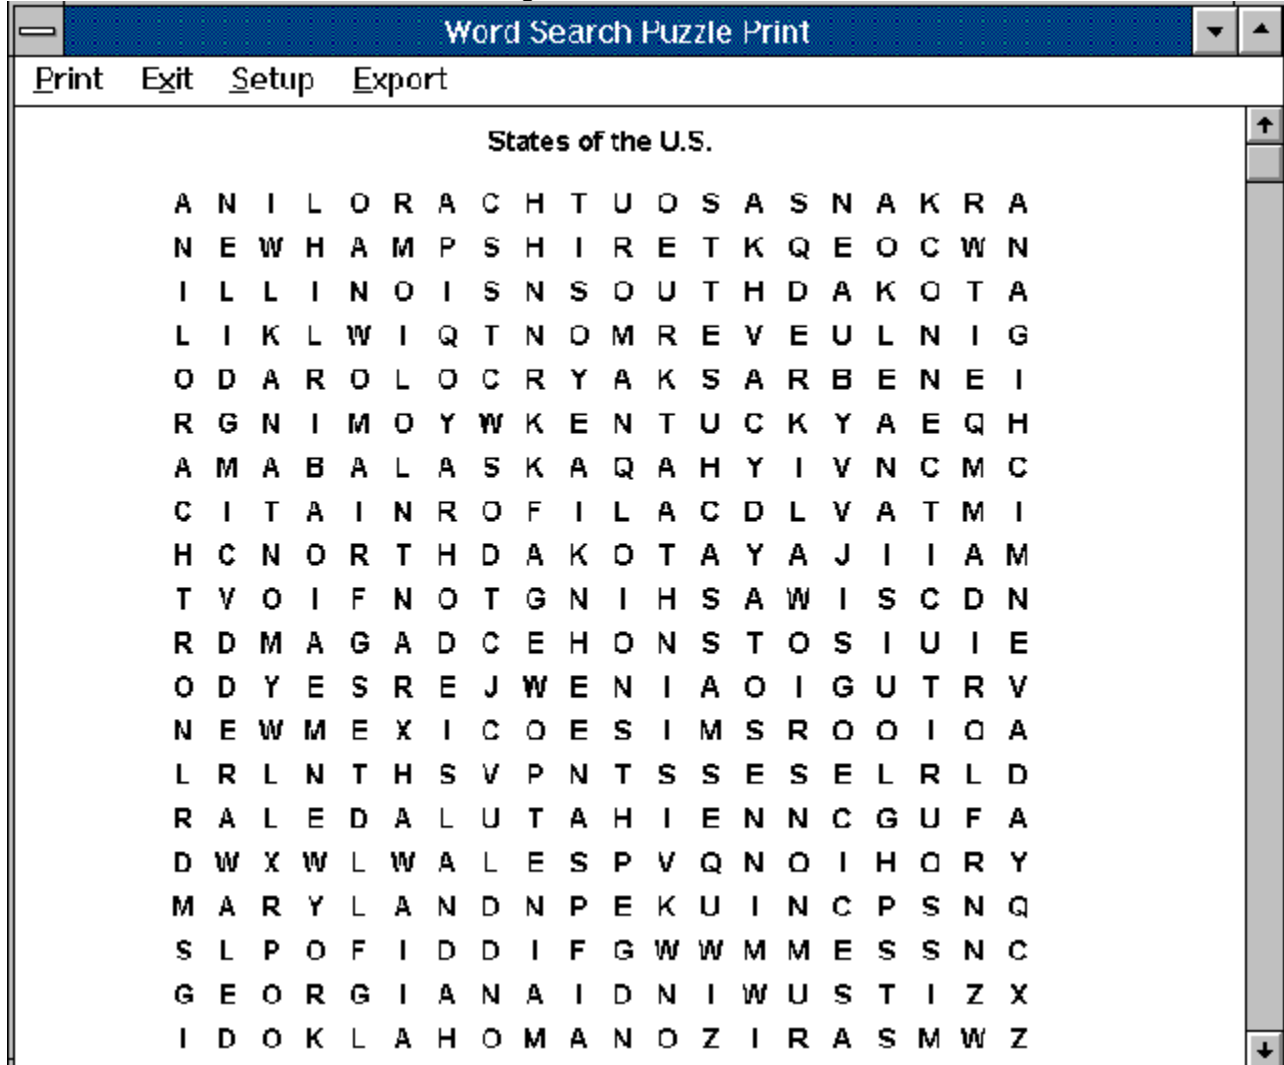 Word Search Puzzle Print
Print Exit Setup Export
States of the U.S.
A N I L O R A C H T U O S A S N A K R A
N E W H A M P S H I R E T K Q E O C W N
I L L I N O I S N S O U T H D A K O T A
L I K L W I Q T N O M R E V E U L N I G
O D A R O L O C R Y A K S A R B E N E I
R G N I M O Y W K E N T U C K Y A E Q H
A M A B A L A S K A Q A H Y I V N C M C
C I T A I N R O F I L A C D L V A T M I
H C N O R T H D A K O T A Y A J I I A M
T V O I F N O T G N I H S A W I S C D N
R D M A G A D C E H O N S T O S I U I E
O D Y E S R E J W E N I A O I G U T R V
N E W M E X I C O E S I M S R O O I O A
L R L N T H S V P N T S S E S E L R L D
R A L E D A L U T A H I E N N C G U F A
D W X W L W A L E S P V Q N O I H O R Y
M A R Y L A N D N P E K U I N C P S N Q
S L P O F I D D I F G W W M M E S S N C
G E O R G I A N A I D N I W U S T I Z X
I D O K L A H O M A N O Z I R A S M W Z